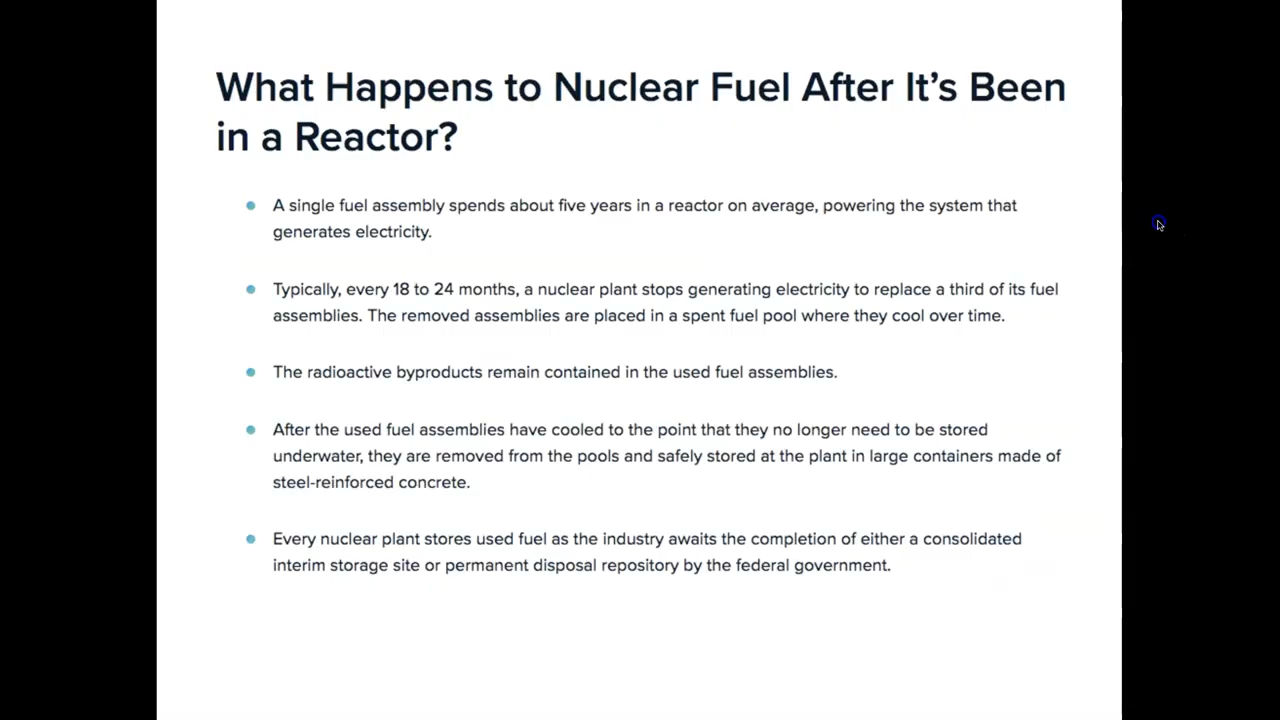 What Happens to Nuclear Fuel After It’s Been
in a Reactor?
A single fuel assembly spends about five years in a reactor on average, powering the system that
generates electricity.
Typically, every 18 to 24 months, a nuclear plant stops generating electricity to replace a third of its fuel
assemblies. The removed assemblies are placed in a spent fuel pool where they cool over time.
The radioactive byproducts remain contained in the used fuel assemblies.
After the used fuel assemblies have cooled to the point that they no longer need to be stored
underwater, they are removed from the pools and safely stored at the plant in large containers made of
steel-reinforced concrete.
Every nuclear plant stores used fuel as the industry awaits the completion of either a consolidated
interim storage site or permanent disposal repository by the federal government.